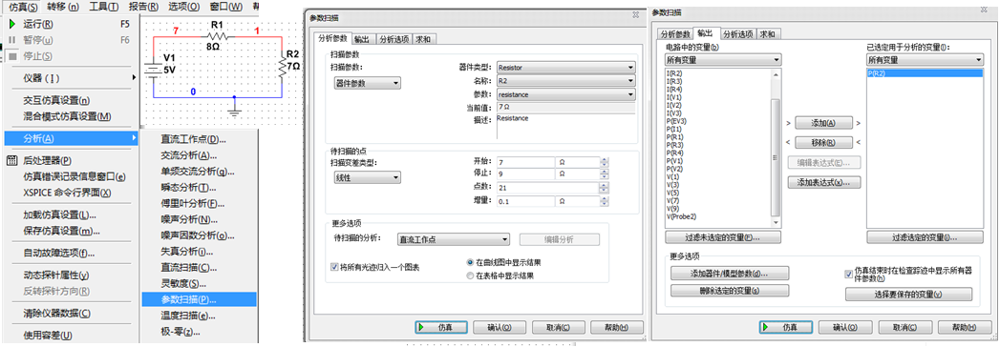 仿真(S) 转移(n) 工具(T) 报告(R) 选项(O) 窗口(W)
运行(R) F5
暂停(u) F6
停止(S)
仪器(I)
交互仿真设置(n)
混合模式仿真设置(M)
分析(A)
后处理器(P)
仿真错误记录信息窗口(e)
XSPICE 命令行界面(X)
加载仿真设置(L)...
保存仿真设置(m)...
自动故障选项(f)...
动态探针属性(y)
反转探针方向(R)
清除仪器数据(C)
使用容差(U)
直流工作点(D)...
交流分析(A)...
单频交流分析(q)...
瞬态分析(T)...
傅里叶分析(F)...
噪声分析(N)...
噪声因数分析(o)...
失真分析(i)...
直流扫描(C)...
灵敏度(S)...
参数扫描(P)...
温度扫描(e)...
极-零(z)...
7
R1
8Ω
1
V1
5V
R2
7Ω
0
参数扫描
分析参数 输出 分析选项 求和
扫描参数
扫描参数:
器件参数
器件类型: Resistor
名称: R2
参数: resistance
当前值: 7 Ω
描述: Resistance
待扫描的点
扫描变差类型:
线性
开始: 7 Ω
停止: 9 Ω
点数: 21
增量: 0.1 Ω
更多选项
待扫描的分析: 直流工作点 编辑分析
将所有光迹归入一个图表
在曲线图中显示结果
在表格中显示结果
仿真 确认(O) 取消(C) 帮助(H)
参数扫描
分析参数 输出 分析选项 求和
电路中的变量(b)
所有变量
I(R2)
I(R3)
I(R4)
I(V1)
I(V2)
I(V3)
P(EV3)
P(I1)
P(R1)
P(R3)
P(R4)
P(V1)
P(V2)
V(1)
V(3)
V(5)
V(7)
V(9)
V(Probe2)
> 添加(A) >
< 移除(R) <
编辑表达式(E)...
添加表达式(x)...
已选定用于分析的变量(I):
所有变量
P(R2)
过滤未选定的变量(F)...
过滤选定的变量(l)...
更多选项
添加器件/模型参数(d)...
删除选定的变量(s)
仿真结束时在检查踪迹中显示所有器件参数(h)
选择要保存的变量(v)
仿真 确认(O) 取消(C) 帮助(H)